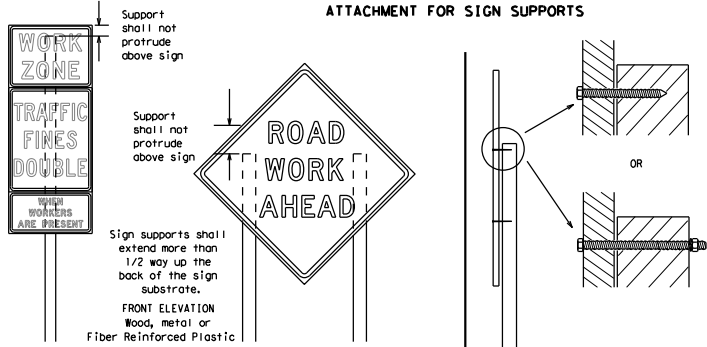 ATTACHMENT FOR SIGN SUPPORTS
Support
shall not
protrude
above sign
WORK
ZONE
TRAFFIC
FINES
DOUBLE
WHEN
WORKERS
ARE PRESENT
Support
shall not
protrude
above sign
ROAD
WORK
AHEAD
Sign supports shall
extend more than
1/2 way up the
back of the sign
substrate.
FRONT ELEVATION
Wood, metal or
Fiber Reinforced Plastic
OR